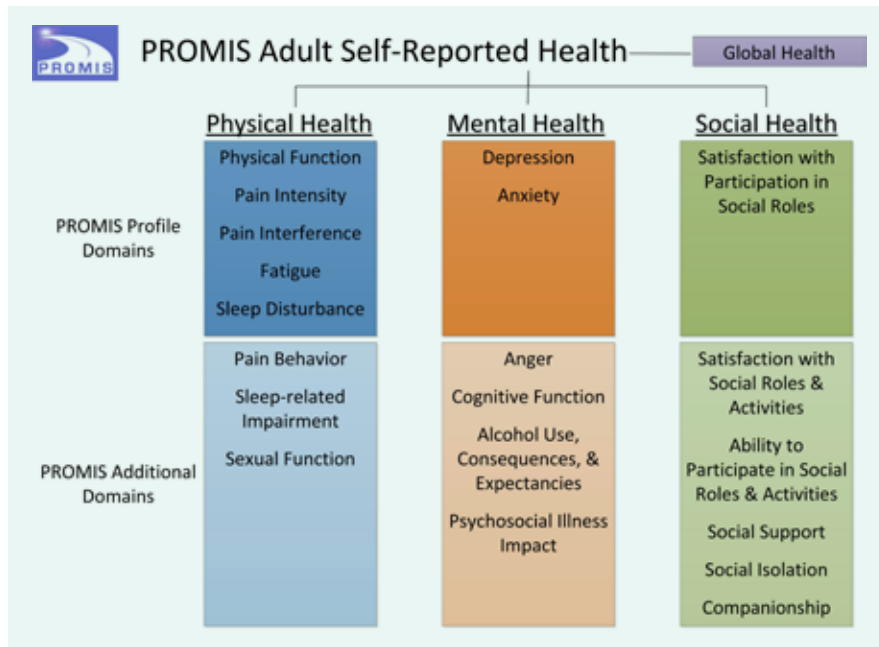 PROMIS
PROMIS Adult Self-Reported Health
Global Health
Physical Health
Mental Health
Social Health
PROMIS Profile
Domains
Physical Function
Pain Intensity
Pain Interference
Fatigue
Sleep Disturbance
Depression
Anxiety
Satisfaction with
Participation in
Social Roles
PROMIS Additional
Domains
Pain Behavior
Sleep-related
Impairment
Sexual Function
Anger
Cognitive Function
Alcohol Use,
Consequences, &
Expectancies
Psychosocial Illness
Impact
Satisfaction with
Social Roles &
Activities
Ability to
Participate in Social
Roles & Activities
Social Support
Social Isolation
Companionship